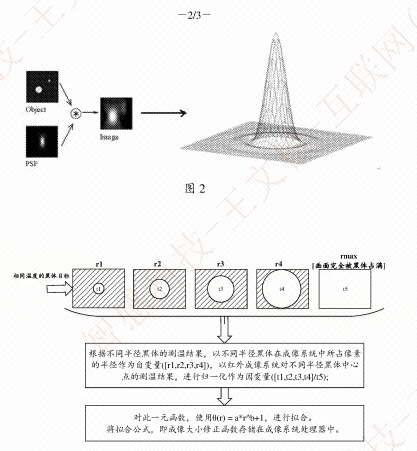 —2/3—
Object
PSF
Image
图 2
相同温度的黑体目标
r1
r2
r3
r4
rmax
[画面完全被黑体占满]
t1
t2
t3
t4
t5
根据不同半径黑体的测温结果，以不同半径黑体在成像系统中所占像素
的半径作为自变量([r1,r2,r3,r4])，以红外成像系统对不同半径黑体中心
点的测温结果，进行归一化作为因变量([t1,t2,t3,t4]/t5);
对此一元函数，使用θ(r) = a*r^b+1，进行拟合。
将拟合公式，即成像大小修正函数存储在成像系统处理器中。